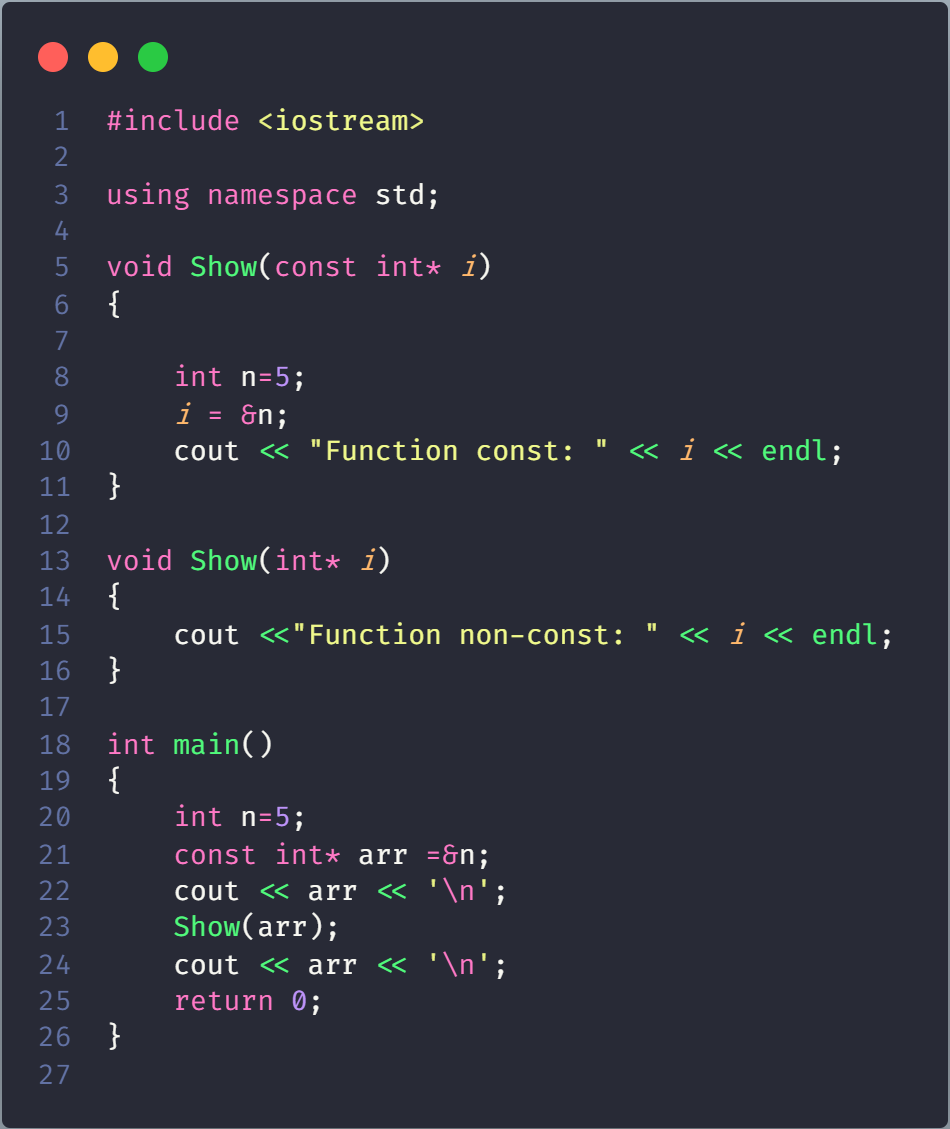 1 #include <iostream>
2
3 using namespace std;
4
5 void Show(const int* i)
6 {
7
8     int n=5;
9     i = &n;
10     cout << "Function const: " << i << endl;
11 }
12
13 void Show(int* i)
14 {
15     cout <<"Function non-const: " << i << endl;
16 }
17
18 int main()
19 {
20     int n=5;
21     const int* arr =&n;
22     cout << arr << '\n';
23     Show(arr);
24     cout << arr << '\n';
25     return 0;
26 }
27